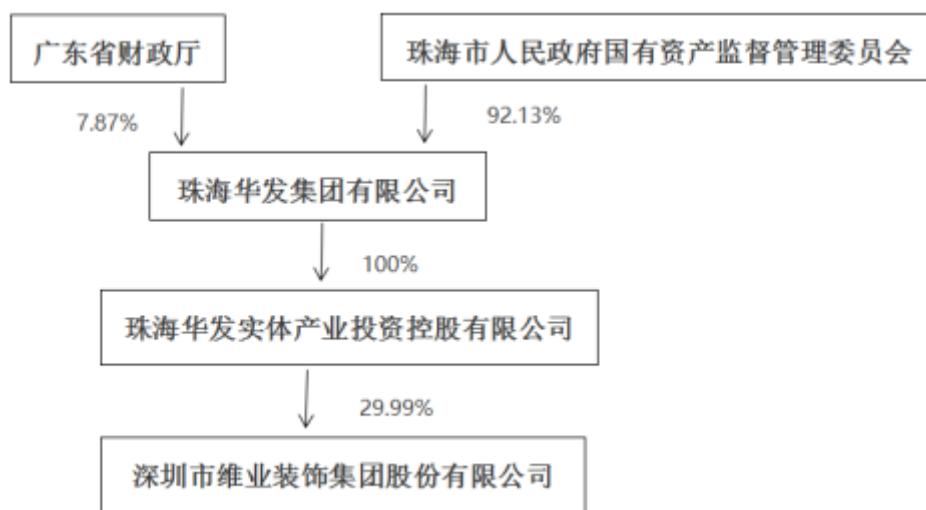 广东省财政厅
珠海市人民政府国有资产监督管理委员会
7.87%
92.13%
珠海华发集团有限公司
100%
珠海华发实体产业投资控股有限公司
29.99%
深圳市维业装饰集团股份有限公司